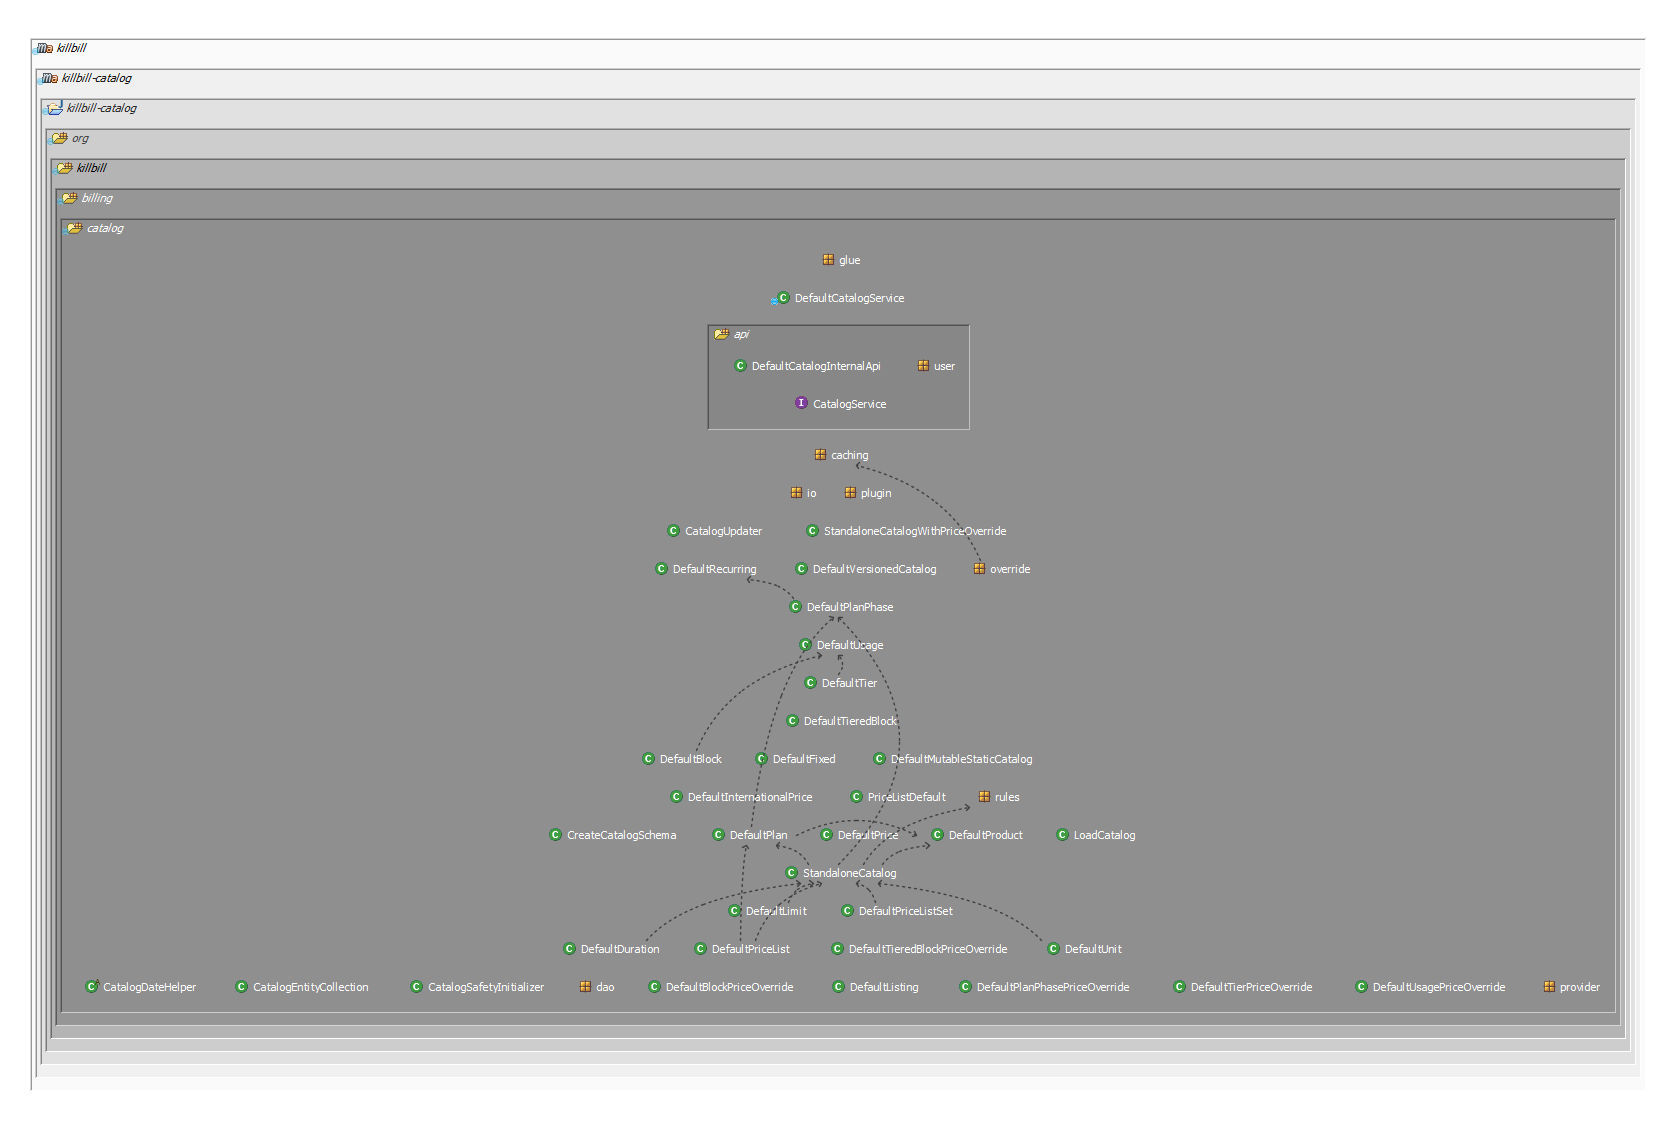 killbill
killbill-catalog
killbill-catalog
org
killbill
billing
catalog
glue
DefaultCatalogService
api
DefaultCatalogInternalApi user
CatalogService
caching
io plugin
CatalogUpdater StandaloneCatalogWithPriceOverride
DefaultRecurring DefaultVersionedCatalog override
DefaultPlanPhase
DefaultUsage
DefaultTier
DefaultTieredBlock
DefaultBlock DefaultFixed DefaultMutableStaticCatalog
DefaultInternationalPrice PriceListDefault rules
CreateCatalogSchema DefaultPlan DefaultPrice DefaultProduct LoadCatalog
StandaloneCatalog
DefaultLimit DefaultPriceListSet
DefaultDuration DefaultPriceList DefaultTieredBlockPriceOverride DefaultUnit
CatalogDateHelper CatalogEntityCollection CatalogSafetyInitializer dao DefaultBlockPriceOverride DefaultListing DefaultPlanPhasePriceOverride DefaultTierPriceOverride DefaultUsagePriceOverride provider